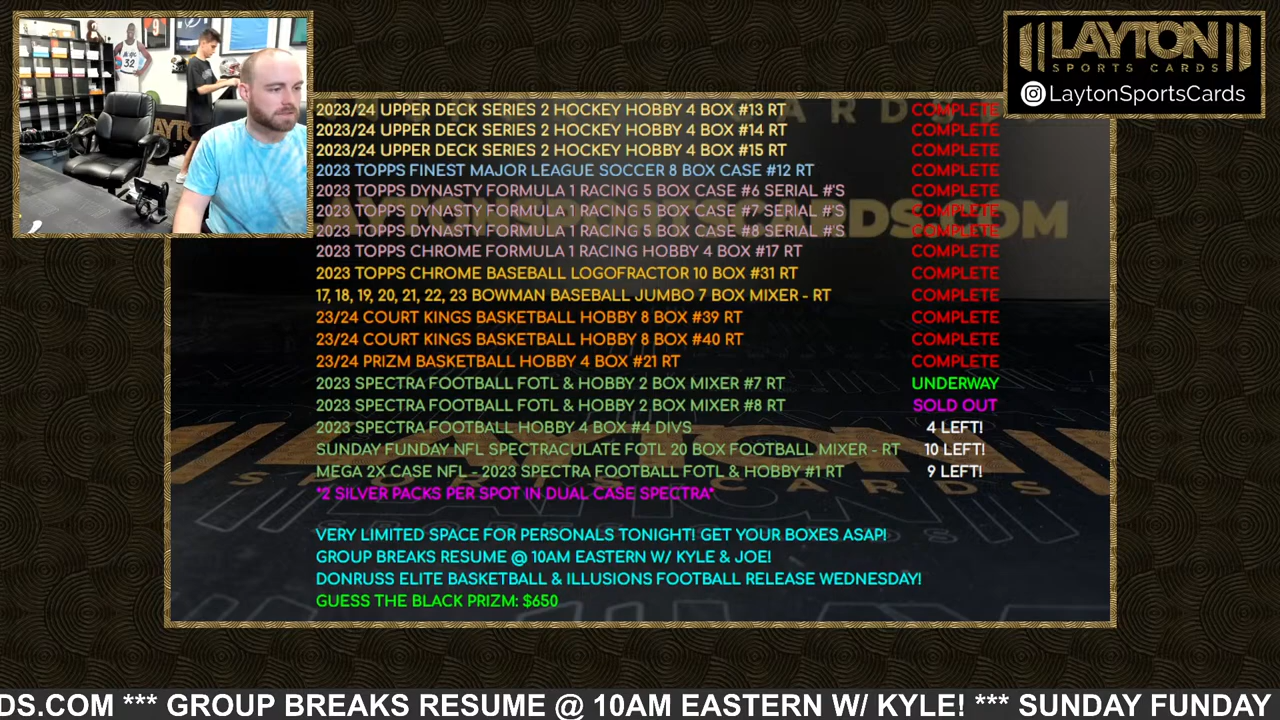 LAYTON
SPORTS CARDS
LaytonSportsCards
2023/24 UPPER DECK SERIES 2 HOCKEY HOBBY 4 BOX #13 RT COMPLETE
2023/24 UPPER DECK SERIES 2 HOCKEY HOBBY 4 BOX #14 RT COMPLETE
2023/24 UPPER DECK SERIES 2 HOCKEY HOBBY 4 BOX #15 RT COMPLETE
2023 TOPPS FINEST MAJOR LEAGUE SOCCER 8 BOX CASE #12 RT COMPLETE
2023 TOPPS DYNASTY FORMULA 1 RACING 5 BOX CASE #6 SERIAL #'S COMPLETE
2023 TOPPS DYNASTY FORMULA 1 RACING 5 BOX CASE #7 SERIAL #'S COMPLETE
2023 TOPPS DYNASTY FORMULA 1 RACING 5 BOX CASE #8 SERIAL #'S COMPLETE
2023 TOPPS CHROME FORMULA 1 RACING HOBBY 4 BOX #17 RT COMPLETE
2023 TOPPS CHROME BASEBALL LOGOFRACTOR 10 BOX #31 RT COMPLETE
17, 18, 19, 20, 21, 22, 23 BOWMAN BASEBALL JUMBO 7 BOX MIXER - RT COMPLETE
23/24 COURT KINGS BASKETBALL HOBBY 8 BOX #39 RT COMPLETE
23/24 COURT KINGS BASKETBALL HOBBY 8 BOX #40 RT COMPLETE
23/24 PRIZM BASKETBALL HOBBY 4 BOX #21 RT COMPLETE
2023 SPECTRA FOOTBALL FOTL & HOBBY 2 BOX MIXER #7 RT UNDERWAY
2023 SPECTRA FOOTBALL FOTL & HOBBY 2 BOX MIXER #8 RT SOLD OUT
2023 SPECTRA FOOTBALL HOBBY 4 BOX #4 DIVS 4 LEFT!
SUNDAY FUNDAY NFL SPECTRACULATE FOTL 20 BOX FOOTBALL MIXER - RT 10 LEFT!
MEGA 2X CASE NFL - 2023 SPECTRA FOOTBALL FOTL & HOBBY #1 RT 9 LEFT!
*2 SILVER PACKS PER SPOT IN DUAL CASE SPECTRA*
VERY LIMITED SPACE FOR PERSONALS TONIGHT! GET YOUR BOXES ASAP!
GROUP BREAKS RESUME @ 10AM EASTERN W/ KYLE & JOE!
DONRUSS ELITE BASKETBALL & ILLUSIONS FOOTBALL RELEASE WEDNESDAY!
GUESS THE BLACK PRIZM: $650
DS.COM *** GROUP BREAKS RESUME @ 10AM EASTERN W/ KYLE! *** SUNDAY FUNDAY